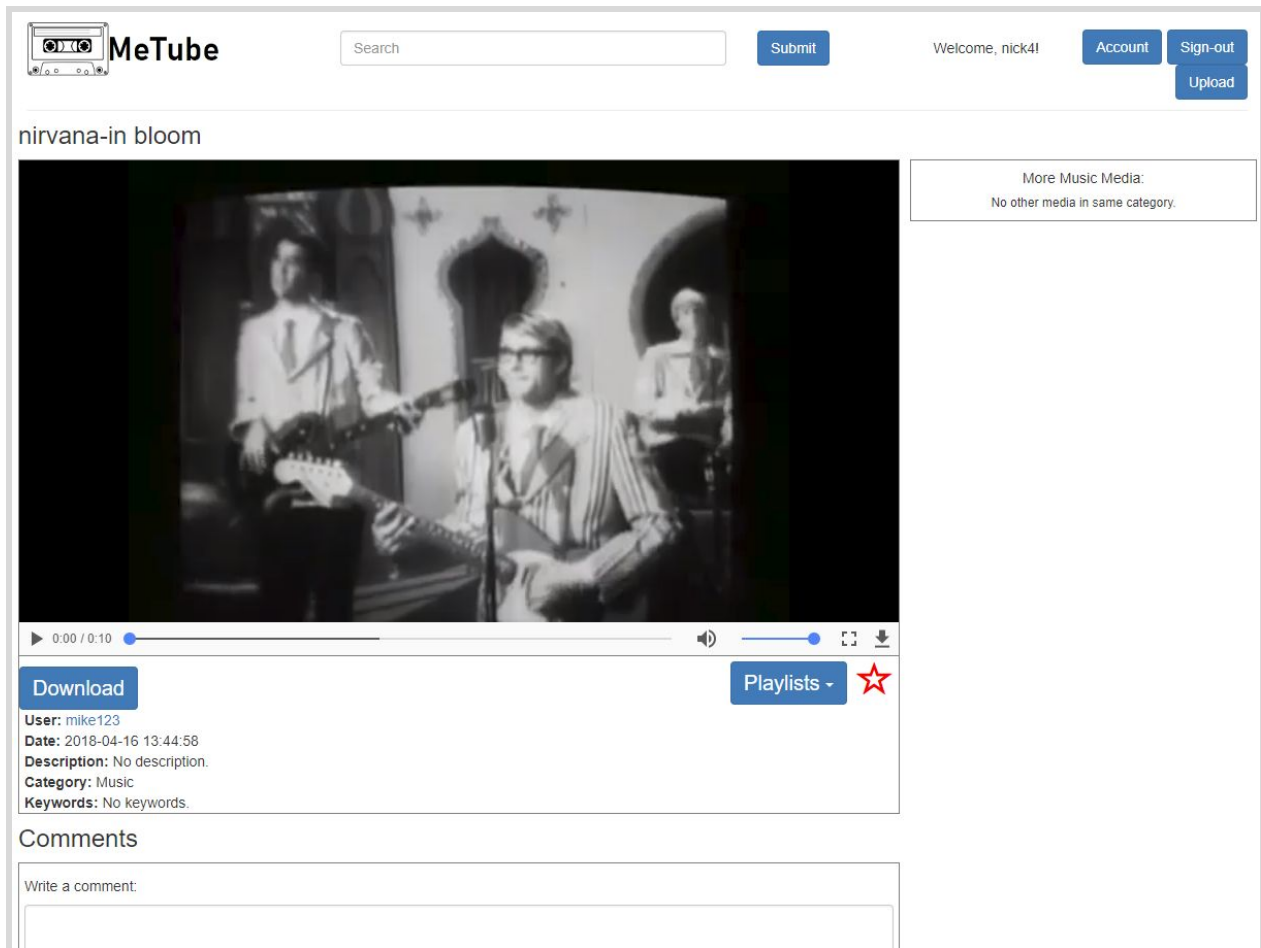 MeTube
Search
Submit
Welcome, nick4!
Account
Sign-out
Upload
nirvana-in bloom
More Music Media:
No other media in same category.
0:00 / 0:10
Download
Playlists
User: mike123
Date: 2018-04-16 13:44:58
Description: No description.
Category: Music
Keywords: No keywords.
Comments
Write a comment: